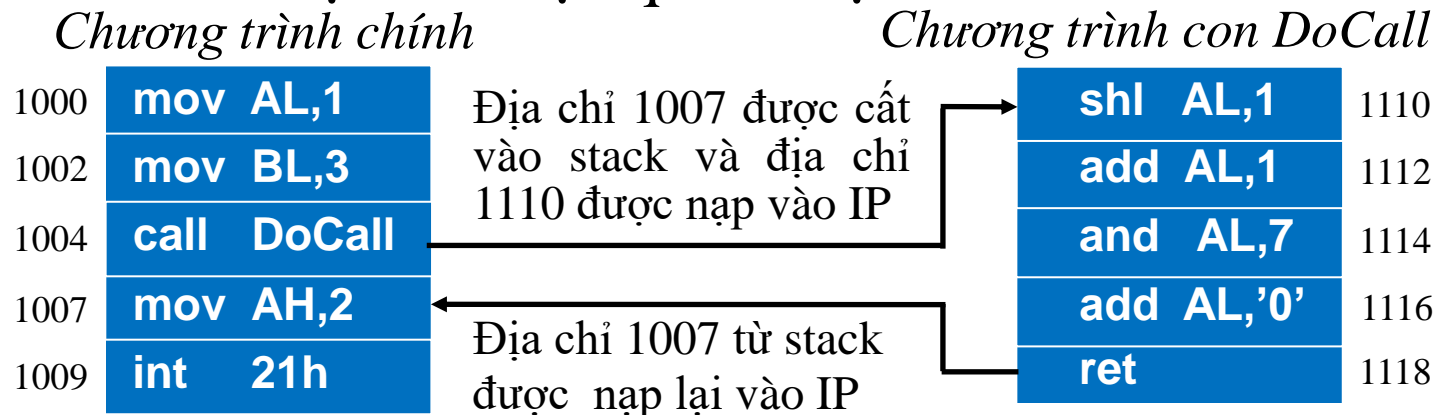 Chương trình chính
Chương trình con DoCall
1000 mov AL,1
1002 mov BL,3
1004 call DoCall
1007 mov AH,2
1009 int 21h
Địa chỉ 1007 được cất
vào stack và địa chỉ
1110 được nạp vào IP
Địa chỉ 1007 từ stack
được nạp lại vào IP
shl AL,1 1110
add AL,1 1112
and AL,7 1114
add AL,’0’ 1116
ret 1118